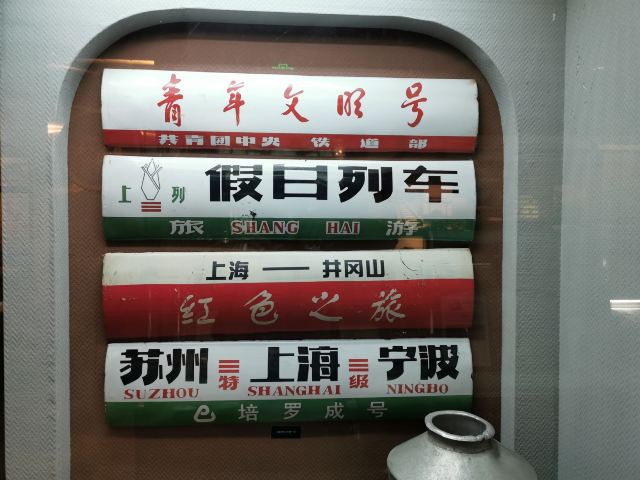 青年文明号
共青团中央 铁道部
上 列 假日列车
旅 SHANG HAI 游
上海 — 井冈山
红色之旅
苏州 特 上海 级 宁波
SUZHOU SHANGHAI NINGBO
巴培罗成号